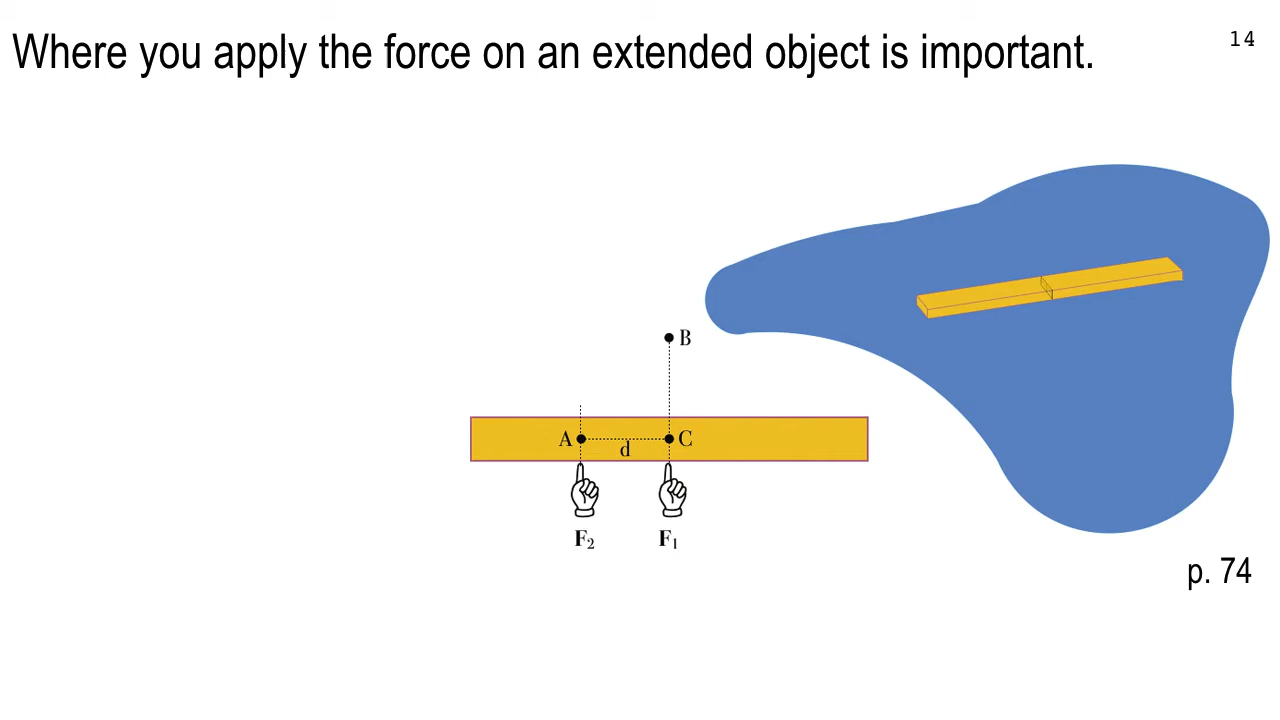 Where you apply the force on an extended object is important.
14
B
A
C
d
F₂
F₁
p. 74